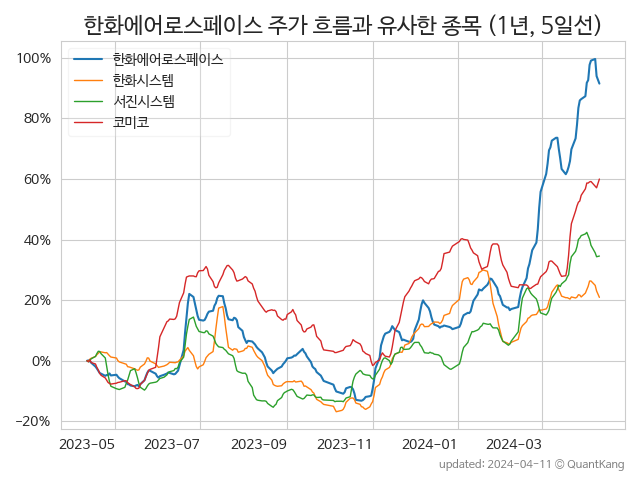 한화에어로스페이스 주가 흐름과 유사한 종목 (1년, 5일선)
한화에어로스페이스
한화시스템
서진시스템
코미코
100%
80%
60%
40%
20%
0%
−20%
2023-05
2023-07
2023-09
2023-11
2024-01
2024-03
updated: 2024-04-11 © QuantKang